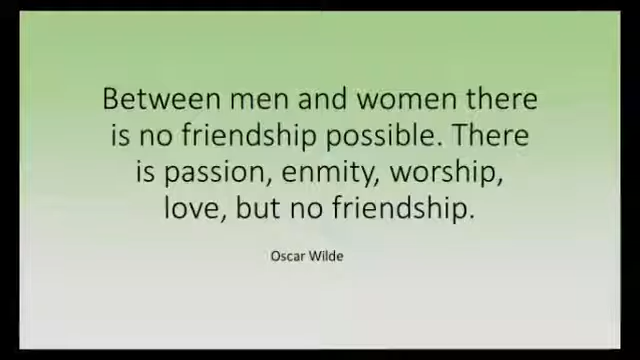 Between men and women there
is no friendship possible. There
is passion, enmity, worship,
love, but no friendship.
Oscar Wilde